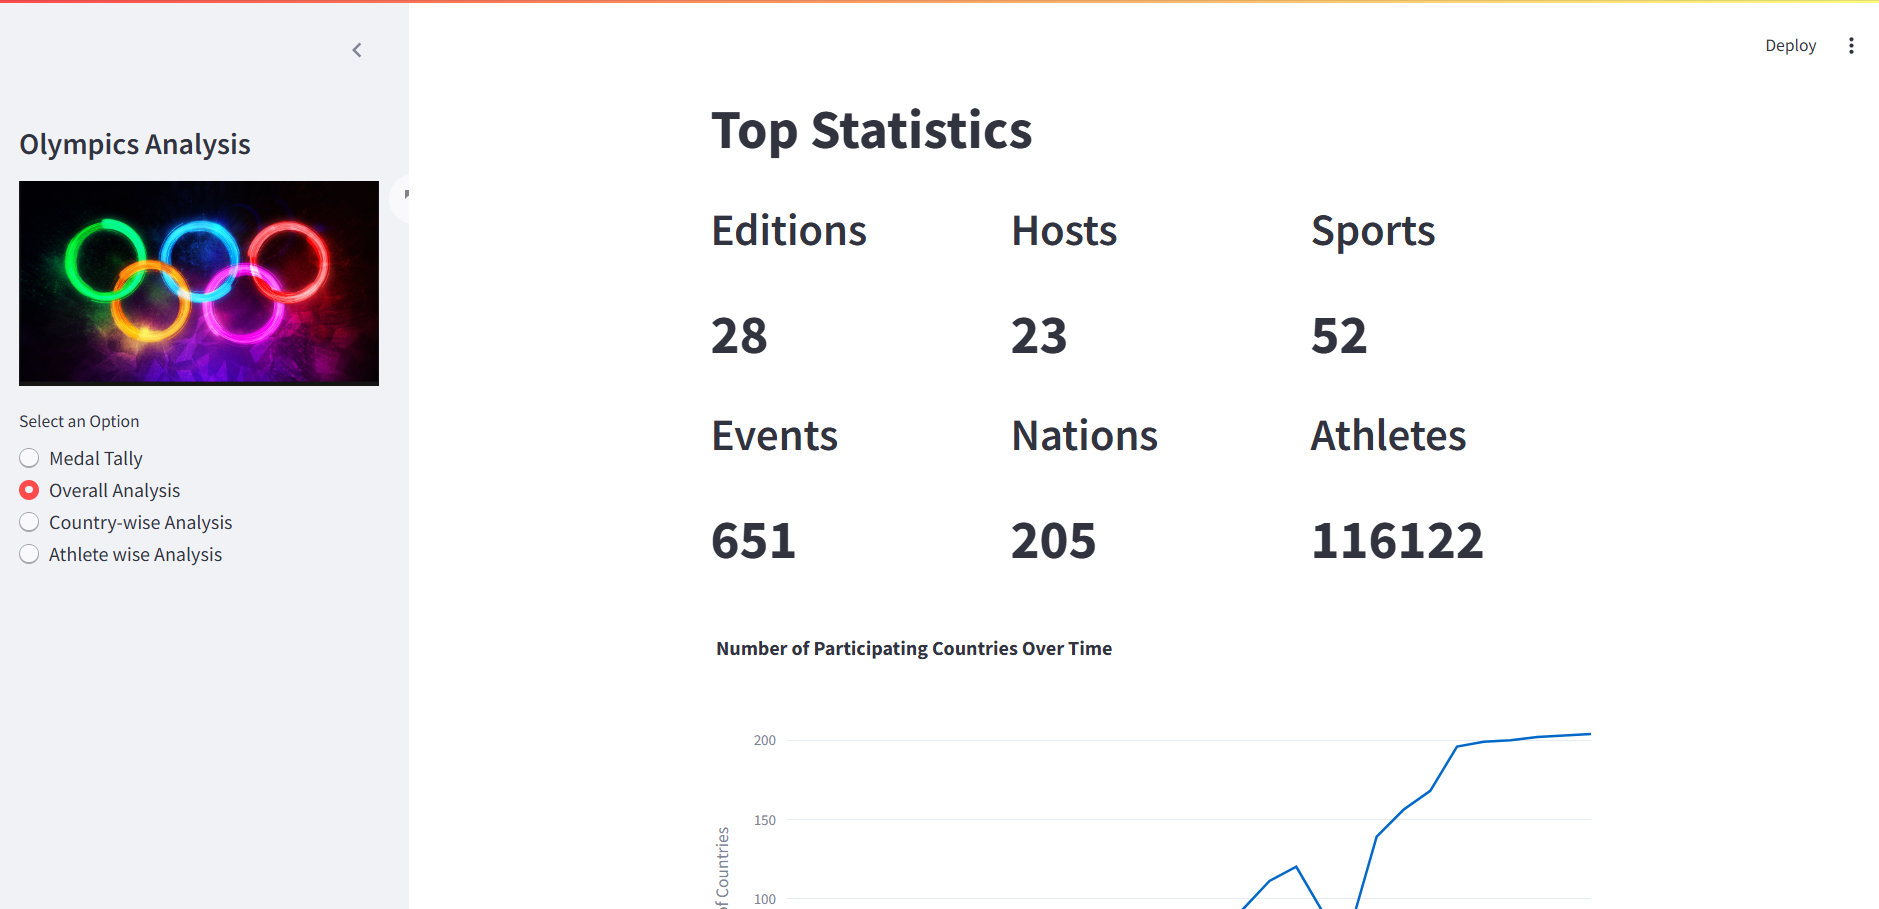 Deploy
Olympics Analysis
Select an Option
Medal Tally
Overall Analysis
Country-wise Analysis
Athlete wise Analysis
Top Statistics
Editions Hosts Sports
28 23 52
Events Nations Athletes
651 205 116122
Number of Participating Countries Over Time
200
150
100
of Countries